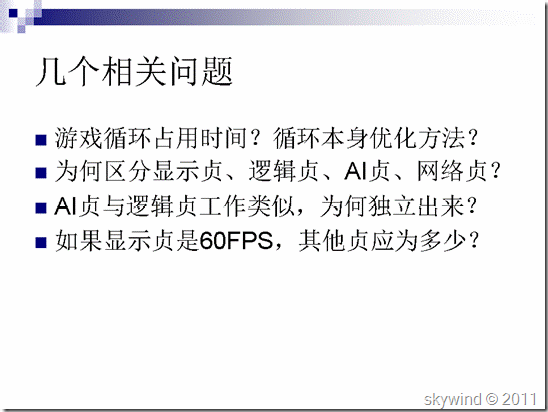 几个相关问题
游戏循环占用时间？循环本身优化方法？
为何区分显示贞、逻辑贞、AI贞、网络贞？
AI贞与逻辑贞工作类似，为何独立出来？
如果显示贞是60FPS，其他贞应为多少？
skywind © 2011